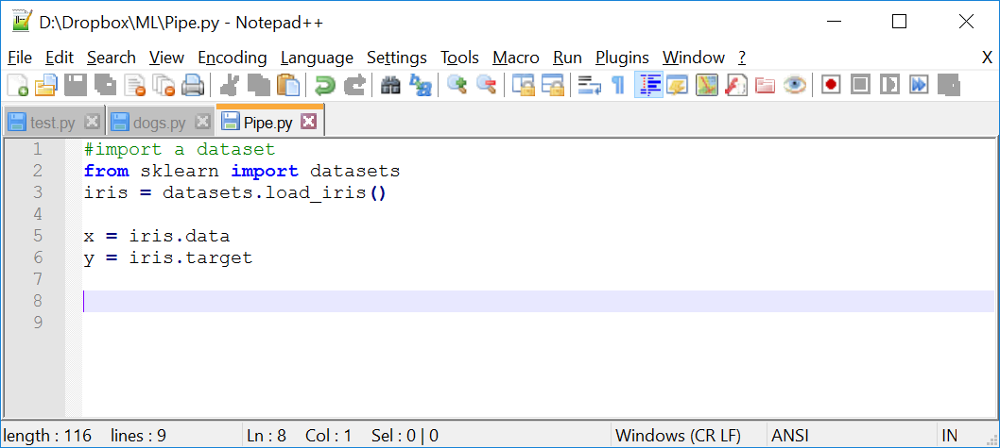 D:\Dropbox\ML\Pipe.py - Notepad++
File Edit Search View Encoding Language Settings Tools Macro Run Plugins Window ? X
test.py dogs.py Pipe.py
1 #import a dataset
2 from sklearn import datasets
3 iris = datasets.load_iris()
4
5 x = iris.data
6 y = iris.target
7
8
9
length : 116 lines : 9 Ln : 8 Col : 1 Sel : 0 | 0 Windows (CR LF) ANSI IN